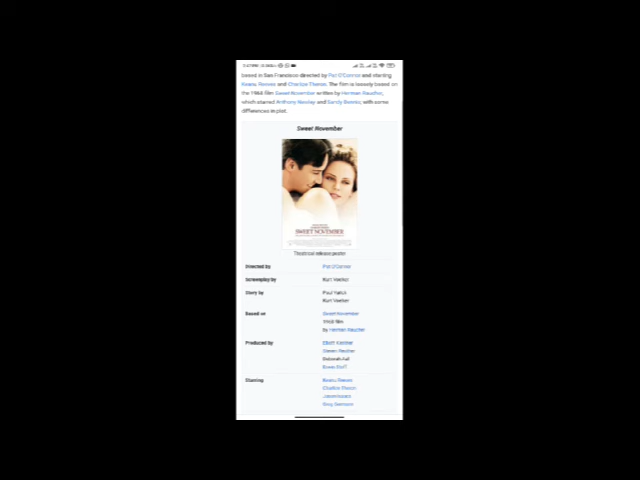 based in San Francisco directed by Pat O'Connor and starring
Keanu Reeves and Charlize Theron. The film is loosely based on
the 1968 film Sweet November written by Herman Raucher,
which starred Anthony Newley and Sandy Dennis; with some
differences in plot.
Sweet November
SWEET NOVEMBER
Theatrical release poster
Directed by Pat O'Connor
Screenplay by Kurt Voelker
Story by Paul Yurick
Kurt Voelker
Based on Sweet November
1968 film
by Herman Raucher
Produced by Elliott Kastner
Steven Reuther
Deborah Aal
Erwin Stoff
Starring Keanu Reeves
Charlize Theron
Jason Isaacs
Greg Germann